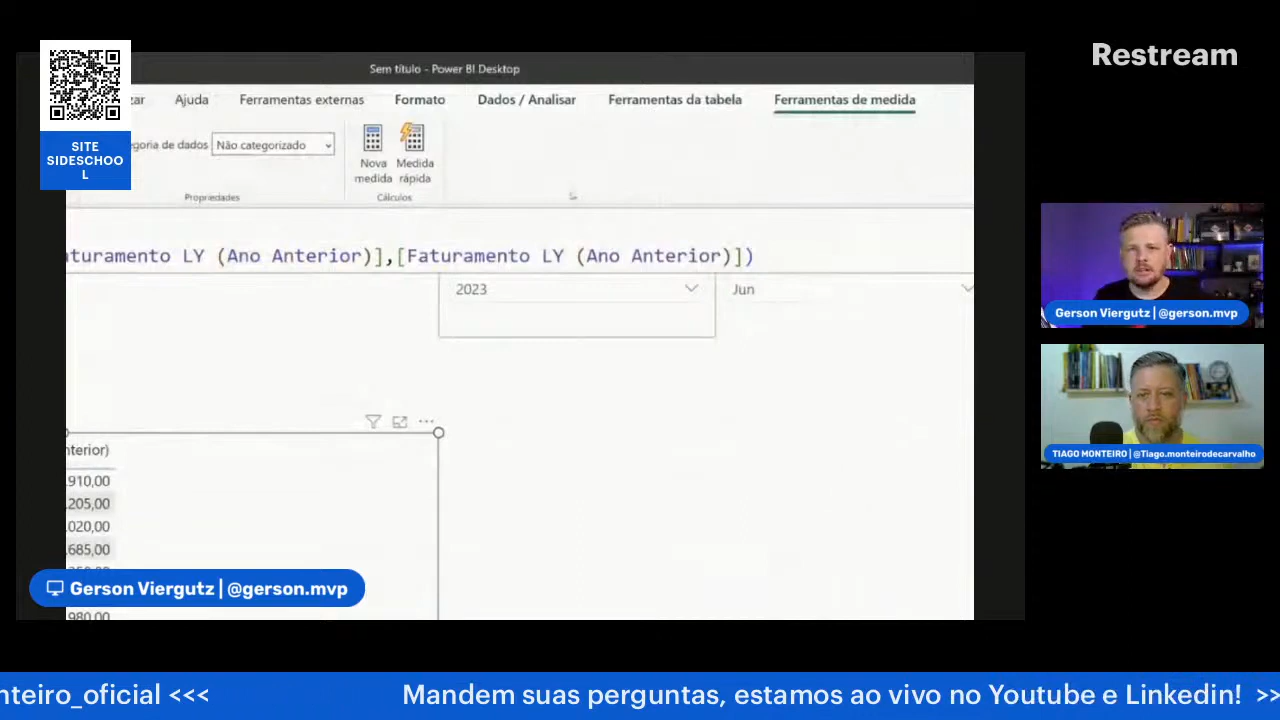 Restream
SITE
SIDESCHOO
L
Sem título - Power BI Desktop
zar
Ajuda
Ferramentas externas
Formato
Dados / Analisar
Ferramentas da tabela
Ferramentas de medida
egoria de dados
Não categorizado
Nova
medida
Medida
rápida
Propriedades
Cálculos
aturamento LY (Ano Anterior)],[Faturamento LY (Ano Anterior)])
2023
Jun
nterior)
.910,00
.205,00
.020,00
.685,00
.980,00
Gerson Viergutz | @gerson.mvp
Gerson Viergutz | @gerson.mvp
TIAGO MONTEIRO | @Tiago.monteirodecarvalho
nteiro_oficial <<<
Mandem suas perguntas, estamos ao vivo no Youtube e Linkedin! >>